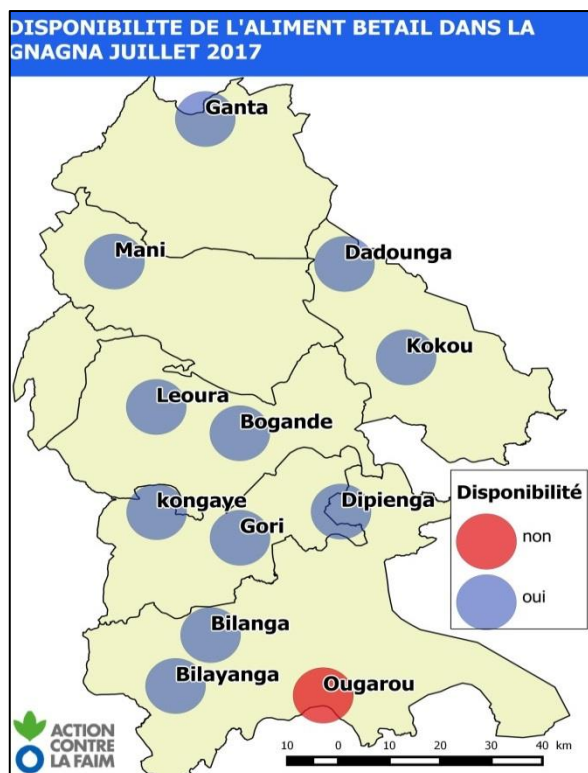 DISPONIBILITE DE L'ALIMENT BETAIL DANS LA
GNAGNA JUILLET 2017
Ganta
Mani
Dadounga
Kokou
Leoura
Bogande
kongaye
Gori
Dipienga
Disponibilité
non
oui
Bilanga
Bilayanga
Ougarou
ACTION
CONTRE
LA FAIM
10 0 10 20 30 40 km